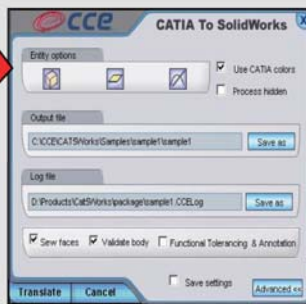 cce CATIA To SolidWorks X
Entity options
Use CATIA colors
Process hidden
Output file
C:\CCE\CAT5Works\Samples\sample1\sample1 Save as
Log file
D:\Products\Cat5Works\package\sample1.CCELog Save as
Sew faces Validate body Functional Tolerancing & Annotation
Save settings
Translate Cancel Advanced <<